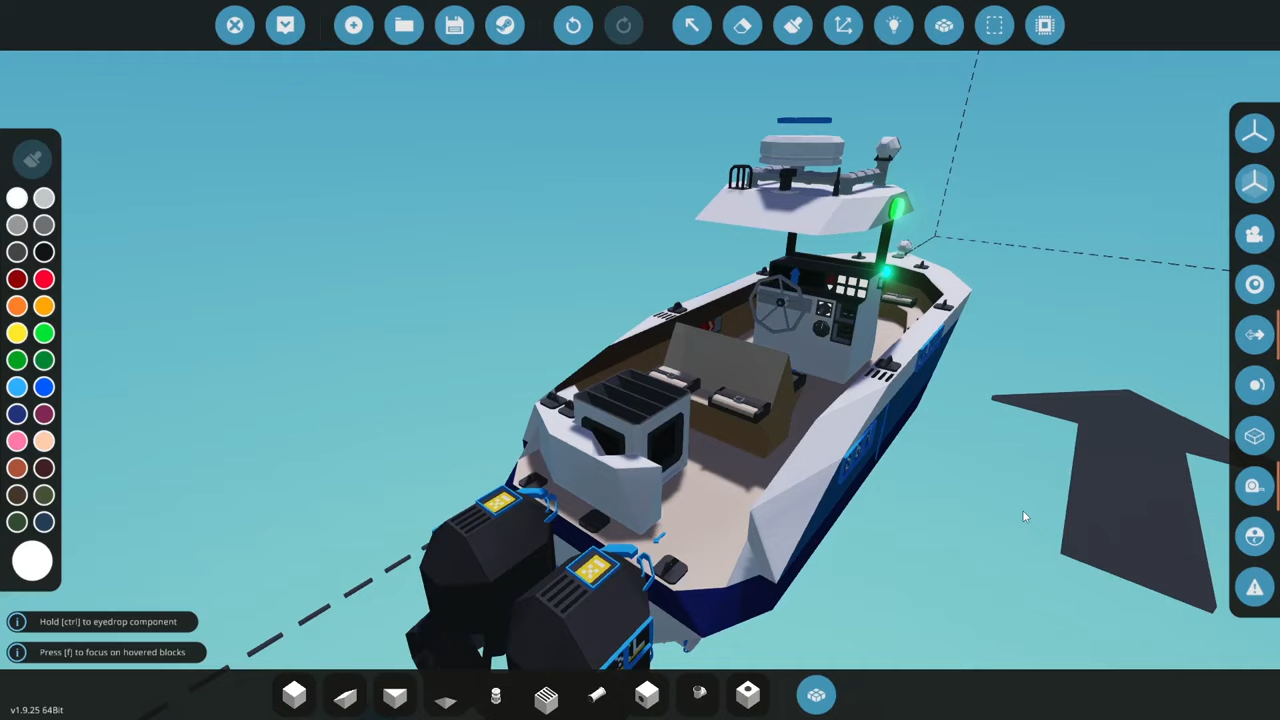 Hold [ctrl] to eyedrop component
Press [f] to focus on hovered blocks
v1.9.25 64Bit